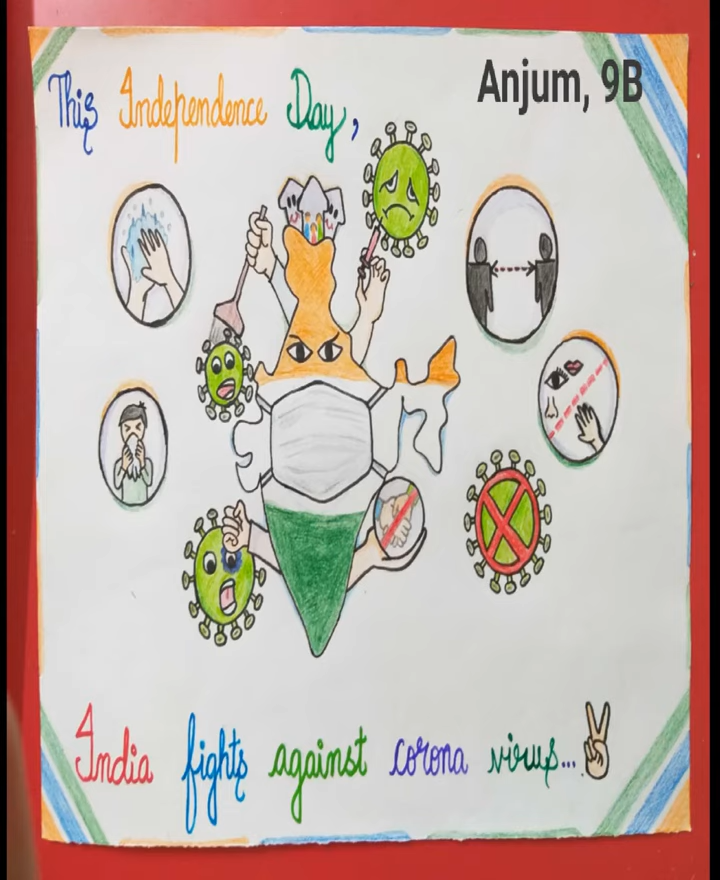 This Independence Day,
Anjum, 9B
India fights against corona virus...